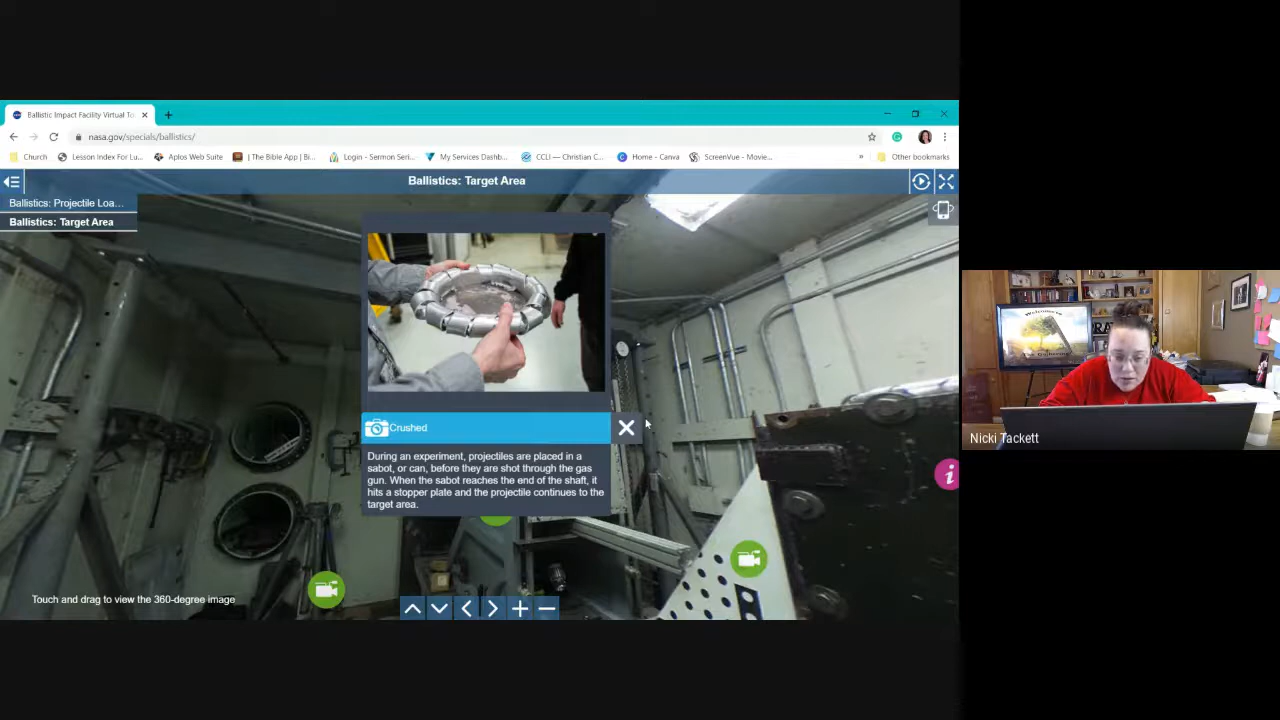 Ballistic Impact Facility Virtual To
nasa.gov/specials/ballistics/
Church Lesson Index For Lu... Aplos Web Suite | The Bible App | Bi... Login - Sermon Seri... My Services Dashb... CCLI — Christian C... Home - Canva ScreenVue - Movie... » Other bookmarks
Ballistics: Target Area
Ballistics: Projectile Loa...
Ballistics: Target Area
Crushed
During an experiment, projectiles are placed in a
sabot, or can, before they are shot through the gas
gun. When the sabot reaches the end of the shaft, it
hits a stopper plate and the projectile continues to the
target area.
Touch and drag to view the 360-degree image
Welcome to
Nicki Tackett